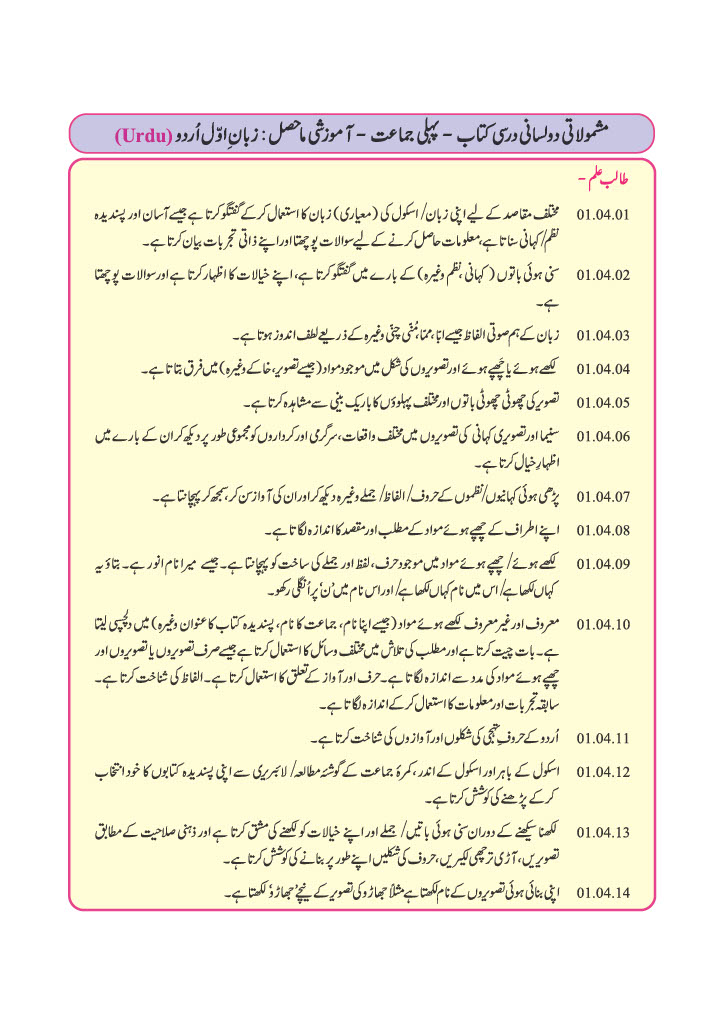 مشمولاتی دو لسانی درسی کتاب – پہلی جماعت – آموزشی ماحصل : زبانِ اوّل اُردو (Urdu)
طالب علم –
01.04.01 مختلف مقاصد کے لیے اپنی زبان/ اسکول کی (معیاری) زبان کا استعمال کرکے گفتگو کرتا ہے جیسے آسان اور پسندیدہ
نظم/ کہانی سناتا ہے، معلومات حاصل کرنے کے لیے سوالات پوچھتا اور اپنے ذاتی تجربات بیان کرتا ہے۔
01.04.02 سنی ہوئی باتوں (کہانی، نظم وغیرہ) کے بارے میں گفتگو کرتا ہے، اپنے خیالات کا اظہار کرتا ہے اور سوالات پوچھتا
ہے۔
01.04.03 زبان کے ہم صوتی الفاظ جیسے ابّا، ممّا، مُنّی چنّی وغیرہ کے ذریعے لطف اندوز ہوتا ہے۔
01.04.04 لکھے ہوئے یا چَھپے ہوئے اور تصویروں کی شکل میں موجود مواد (جیسے تصویر، خاکے وغیرہ) میں فرق بتاتا ہے۔
01.04.05 تصویر کی چھوٹی چھوٹی باتوں اور مختلف پہلوؤں کا باریک بینی سے مشاہدہ کرتا ہے۔
01.04.06 سنیما اور تصویری کہانی کی تصویروں میں مختلف واقعات، سرگرمی اور کرداروں کو مجموعی طور پر دیکھ کر ان کے بارے میں
اظہارِ خیال کرتا ہے۔
01.04.07 پڑھی ہوئی کہانیوں/ نظموں کے حروف/ الفاظ/ جملے وغیرہ دیکھ کر اور ان کی آواز سن کر، سمجھ کر پہچانتا ہے۔
01.04.08 اپنے اطراف کے چھپے ہوئے مواد کے مطلب اور مقصد کا اندازہ لگاتا ہے۔
01.04.09 لکھے ہوئے/ چھپے ہوئے مواد میں موجود حرف، لفظ اور جملے کی ساخت کو پہچانتا ہے۔ جیسے میرا نام انور ہے۔ بتاؤ یہ
کہاں لکھا ہے/ اس میں نام کہاں لکھا ہے/ اور اس نام میں ’ن‘ پر اُنگلی رکھو۔
01.04.10 معروف اور غیر معروف لکھے ہوئے مواد (جیسے اپنا نام، جماعت کا نام، پسندیدہ کتاب کا عنوان وغیرہ) میں دلچسپی لیتا
ہے۔ بات چیت کرتا ہے اور مطلب کی تلاش میں مختلف وسائل کا استعمال کرتا ہے جیسے صرف تصویروں یا تصویروں اور
چھپے ہوئے مواد کی مدد سے اندازہ لگاتا ہے۔ حرف اور آواز کے تعلق کا استعمال کرتا ہے۔ الفاظ کی شناخت کرتا ہے۔
سابقہ تجربات اور معلومات کا استعمال کرکے اندازہ لگاتا ہے۔
01.04.11 اُردو کے حروفِ تہجّی کی شکلوں اور آوازوں کی شناخت کرتا ہے۔
01.04.12 اسکول کے باہر اور اسکول کے اندر، کمرۂ جماعت کے گوشۂ مطالعہ/ لائبریری سے اپنی پسندیدہ کتابوں کا خود انتخاب
کرکے پڑھنے کی کوشش کرتا ہے۔
01.04.13 لکھنا سیکھنے کے دوران سنی ہوئی باتیں/ جملے اور اپنے خیالات کو لکھنے کی مشق کرتا ہے اور ذہنی صلاحیت کے مطابق
تصویریں، آڑی ترچھی لکیریں، حروف کی شکلیں اپنے طور پر بنانے کی کوشش کرتا ہے۔
01.04.14 اپنی بنائی ہوئی تصویروں کے نام لکھتا ہے مثلاً جھاڑو کی تصویر کے نیچے ’جھاڑو‘ لکھتا ہے۔